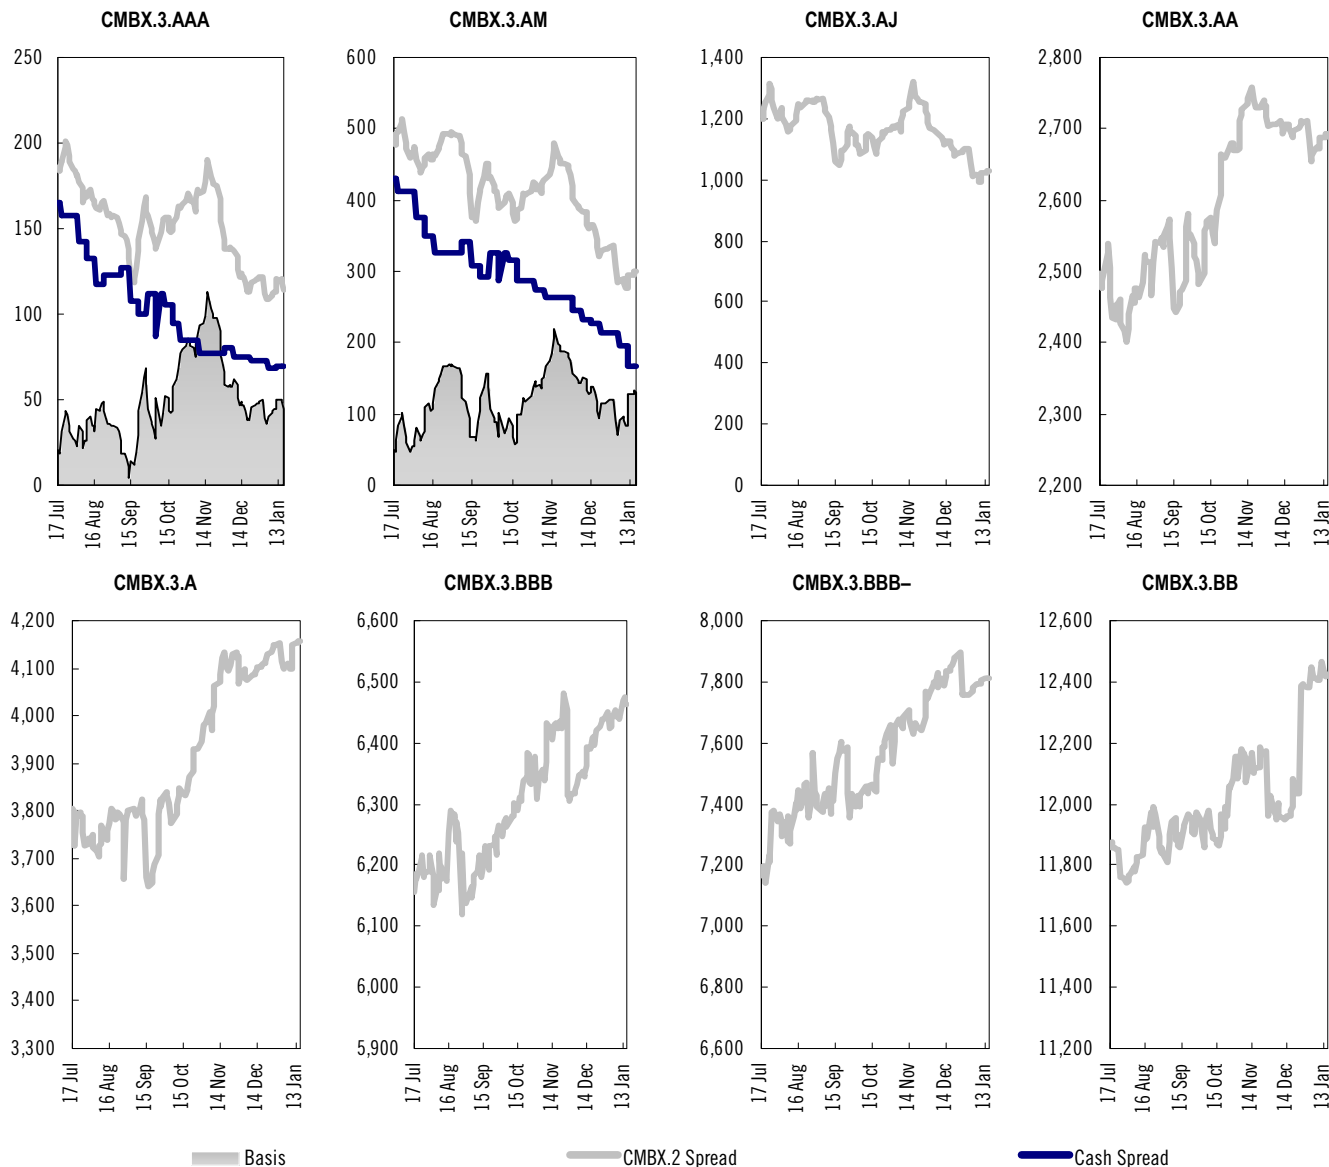 CMBX.3.AAA
250
200
150
100
50
0
17 Jul
16 Aug
15 Sep
15 Oct
14 Nov
14 Dec
13 Jan
CMBX.3.AM
600
500
400
300
200
100
0
17 Jul
16 Aug
15 Sep
15 Oct
14 Nov
14 Dec
13 Jan
CMBX.3.AJ
1,400
1,200
1,000
800
600
400
200
0
17 Jul
16 Aug
15 Sep
15 Oct
14 Nov
14 Dec
13 Jan
CMBX.3.AA
2,800
2,700
2,600
2,500
2,400
2,300
2,200
17 Jul
16 Aug
15 Sep
15 Oct
14 Nov
14 Dec
13 Jan
CMBX.3.A
4,200
4,100
4,000
3,900
3,800
3,700
3,600
3,500
3,400
3,300
17 Jul
16 Aug
15 Sep
15 Oct
14 Nov
14 Dec
13 Jan
CMBX.3.BBB
6,600
6,500
6,400
6,300
6,200
6,100
6,000
5,900
17 Jul
16 Aug
15 Sep
15 Oct
14 Nov
14 Dec
13 Jan
CMBX.3.BBB–
8,000
7,800
7,600
7,400
7,200
7,000
6,800
6,600
17 Jul
16 Aug
15 Sep
15 Oct
14 Nov
14 Dec
13 Jan
CMBX.3.BB
12,600
12,400
12,200
12,000
11,800
11,600
11,400
11,200
17 Jul
16 Aug
15 Sep
15 Oct
14 Nov
14 Dec
13 Jan
Basis
CMBX.2 Spread
Cash Spread